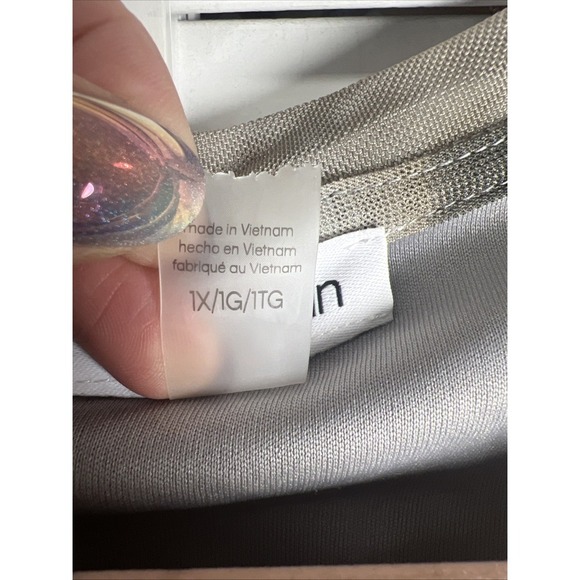 made in Vietnam
hecho en Vietnam
fabriqué au Vietnam
1X/1G/1TG